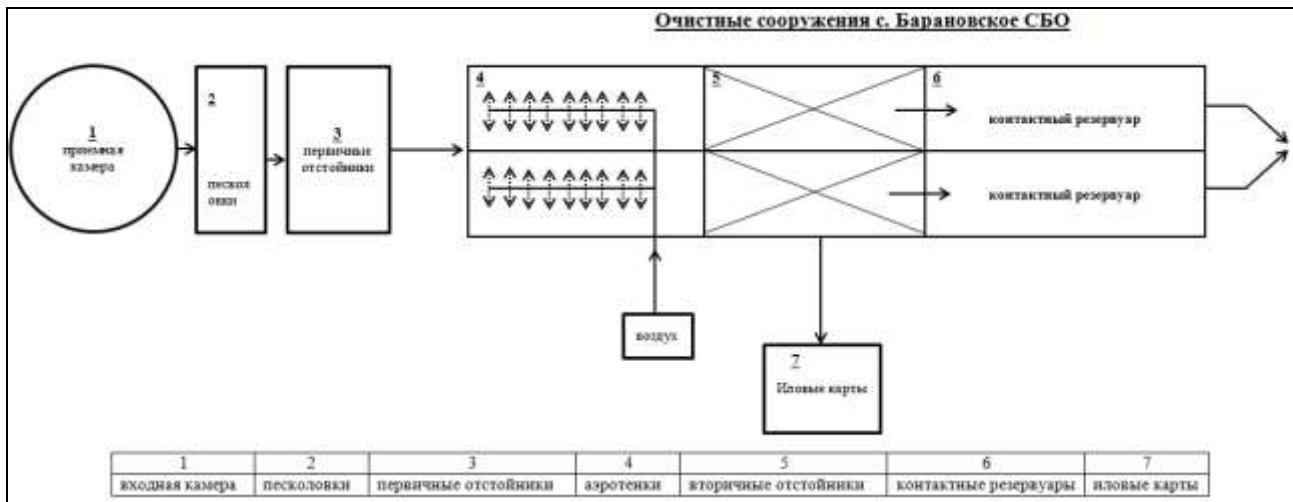 Очистные сооружения с. Барановское СБО
1
приемная
камера
2
пескол
овки
3
первичные
отстойники
4
5
6
контактный резервуар
контактный резервуар
воздух
7
Иловые карты
1 2 3 4 5 6 7
входная камера песколовки первичные отстойники аэротенки вторичные отстойники контактные резервуары иловые карты